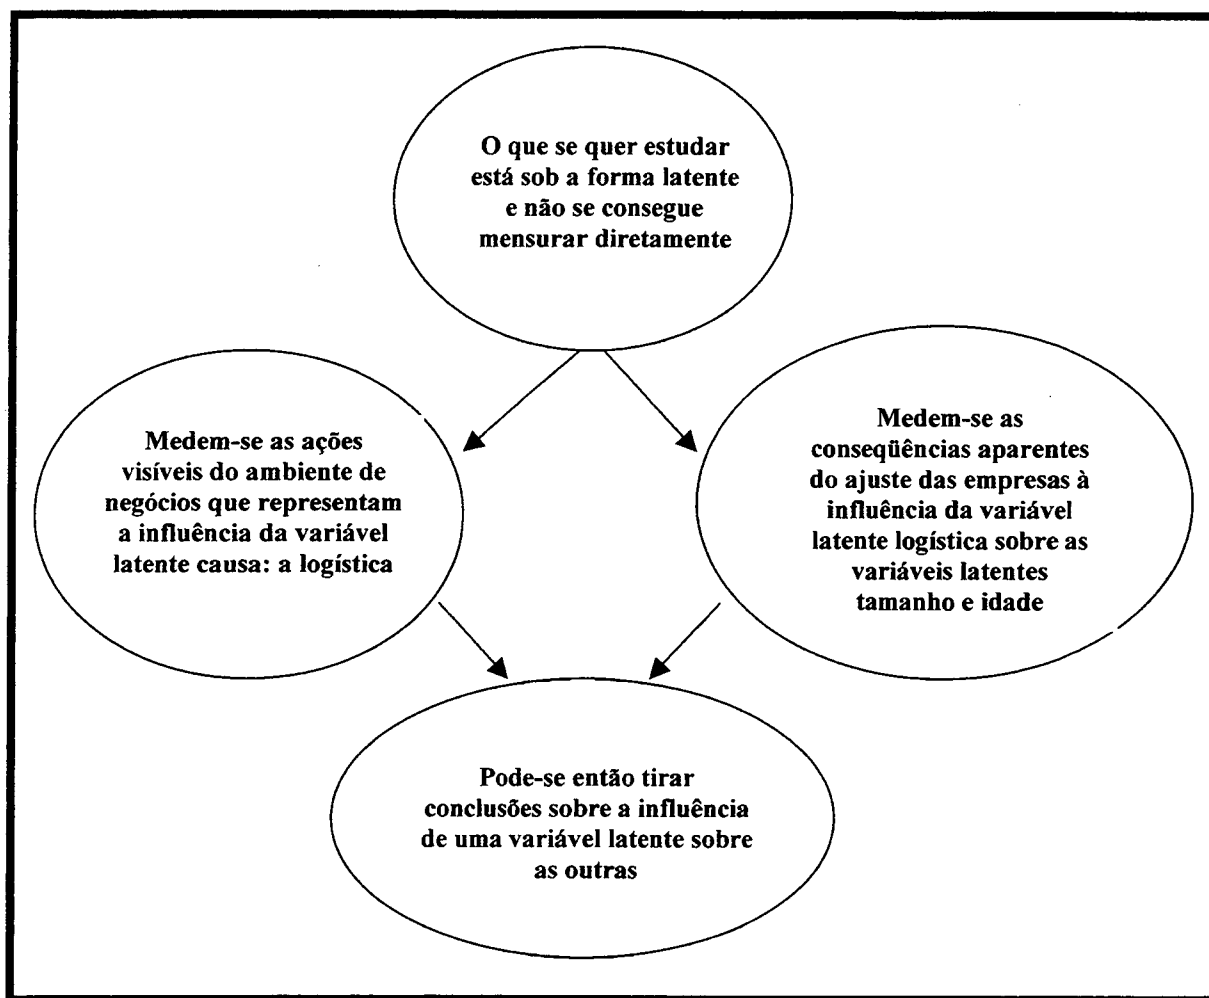 O que se quer estudar
está sob a forma latente
e não se consegue
mensurar diretamente
Medem-se as ações
visíveis do ambiente de
negócios que representam
a influência da variável
latente causa: a logística
Medem-se as
conseqüências aparentes
do ajuste das empresas à
influência da variável
latente logística sobre as
variáveis latentes
tamanho e idade
Pode-se então tirar
conclusões sobre a influência
de uma variável latente sobre
as outras